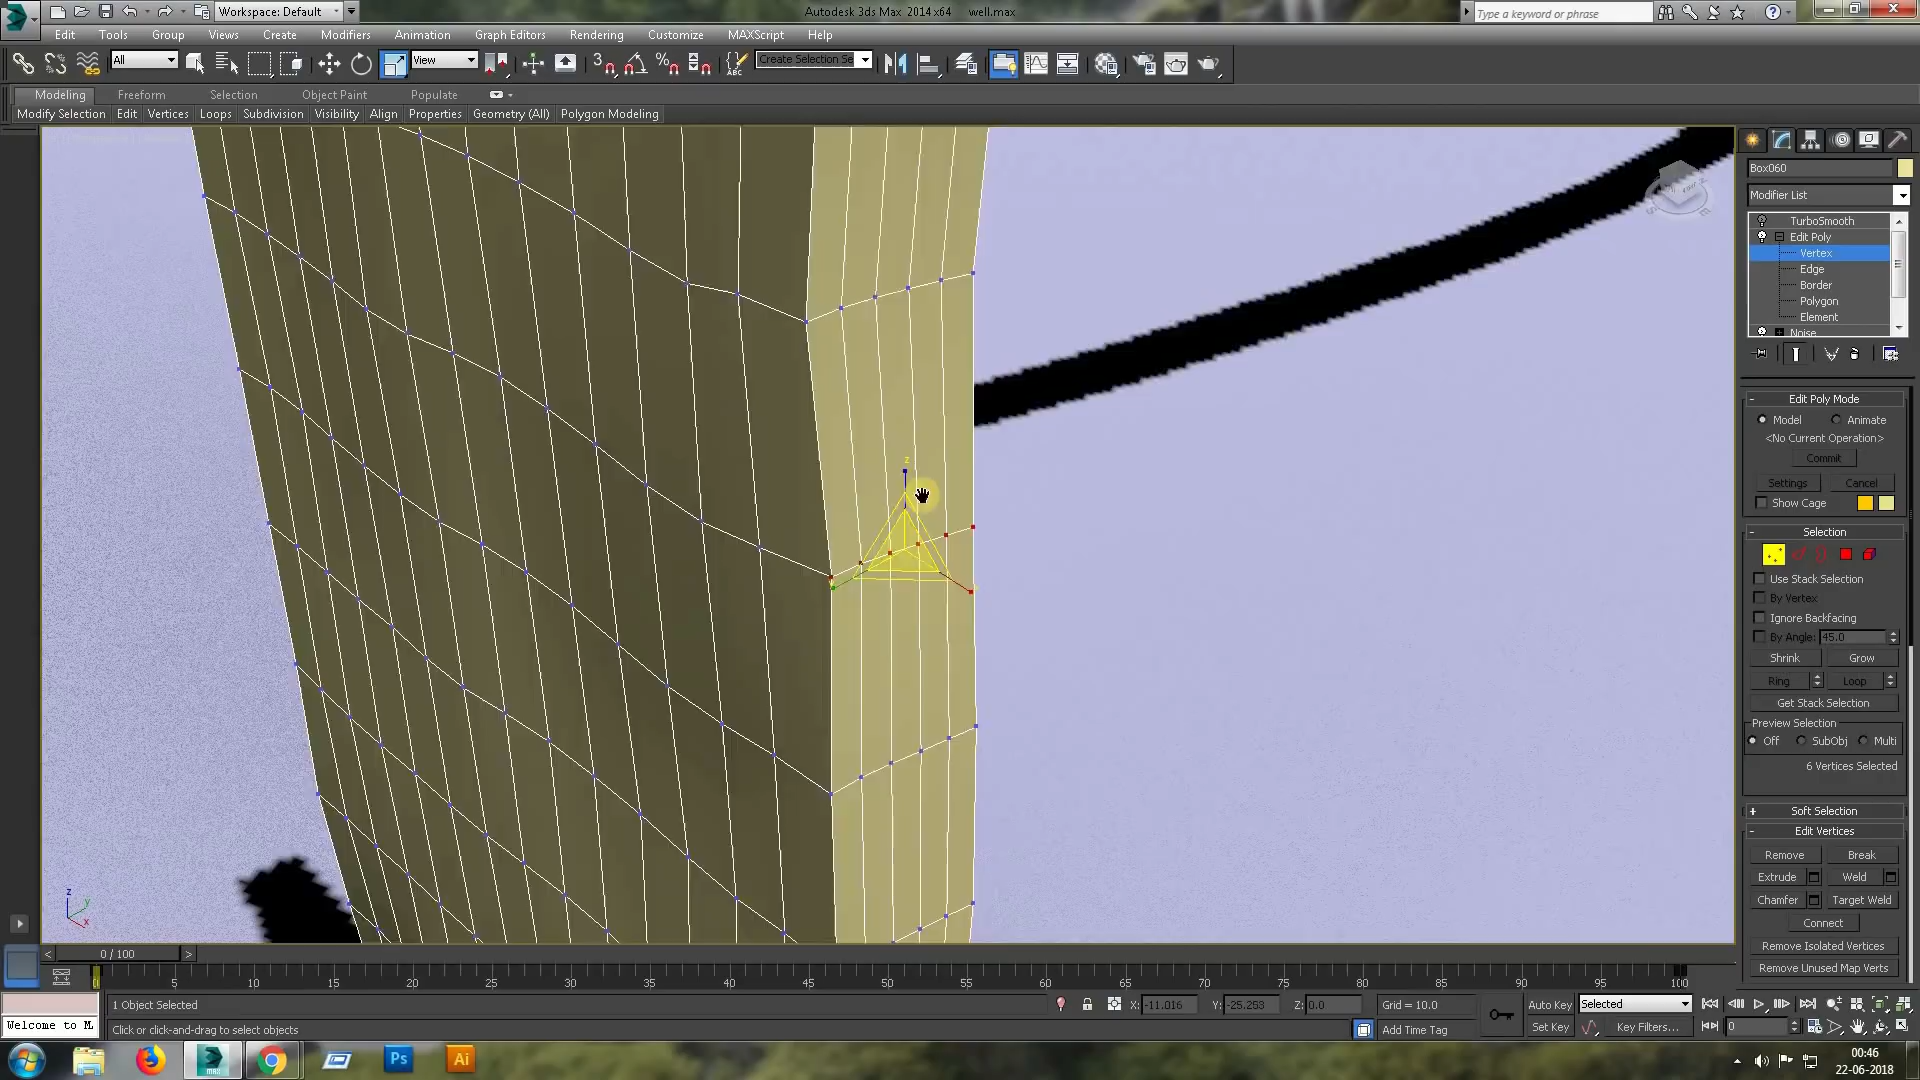 Workspace: Default
Autodesk 3ds Max 2014 x64 well.max
Type a keyword or phrase
Edit Tools Group Views Create Modifiers Animation Graph Editors Rendering Customize MAXScript Help
All View Create Selection Se
3 % ABC
Modeling Freeform Selection Object Paint Populate
Modify Selection Edit Vertices Loops Subdivision Visibility Align Properties Geometry (All) Polygon Modeling
Box060
Modifier List
TurboSmooth
Edit Poly
Vertex
Edge
Border
Polygon
Element
Noise
Edit Poly Mode
Model Animate
<No Current Operation>
Commit
Settings Cancel
Show Cage
Selection
Use Stack Selection
By Vertex
Ignore Backfacing
By Angle: 45.0
Shrink Grow
Ring Loop
Get Stack Selection
Preview Selection
Off SubObj Multi
6 Vertices Selected
Soft Selection
Edit Vertices
Remove Break
Extrude Weld
Chamfer Target Weld
Connect
Remove Isolated Vertices
Remove Unused Map Verts
z
z y x
< 0 / 100 >
5 10 15 20 25 30 35 40 45 50 55 60 65 70 75 80 85 90 95 100
1 Object Selected X: -11.016 Y: -25.253 Z: 0.0 Grid = 10.0 Auto Key Selected
Welcome to M Click or click-and-drag to select objects Add Time Tag Set Key Key Filters... 0
Ps Ai
00:46
22-06-2018